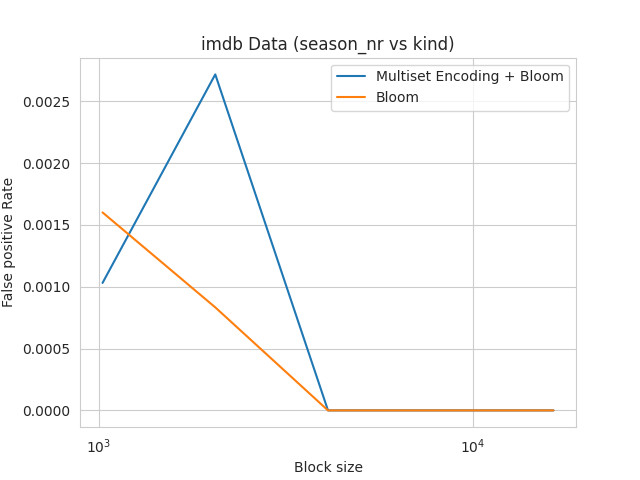 imdb Data (season_nr vs kind)
Multiset Encoding + Bloom
Bloom
False positive Rate
0.0025
0.0020
0.0015
0.0010
0.0005
0.0000
10³
10⁴
Block size